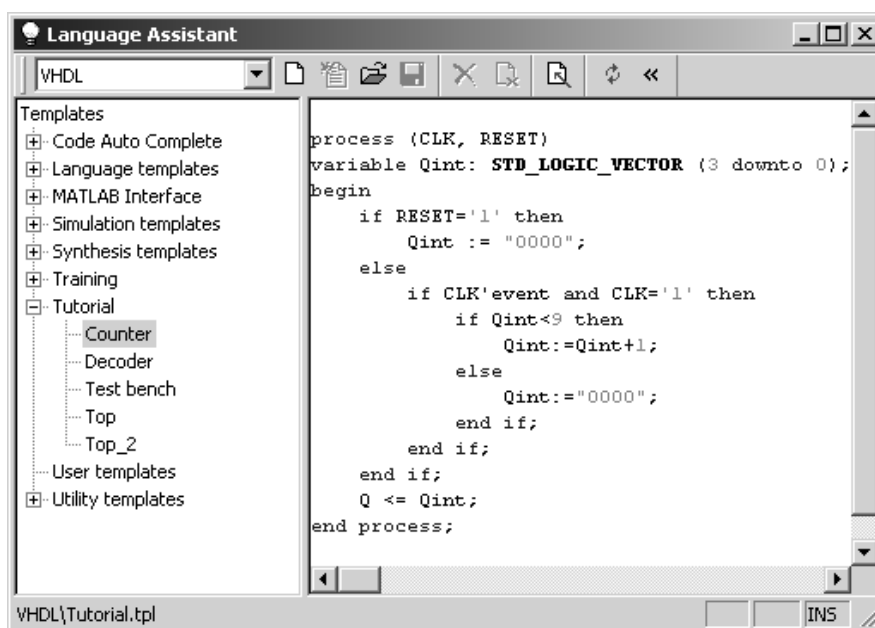 Language Assistant
VHDL
Templates
Code Auto Complete
Language templates
MATLAB Interface
Simulation templates
Synthesis templates
Training
Tutorial
Counter
Decoder
Test bench
Top
Top_2
User templates
Utility templates
process (CLK, RESET)
variable Qint: STD_LOGIC_VECTOR (3 downto 0);
begin
    if RESET='1' then
        Qint := "0000";
    else
        if CLK'event and CLK='1' then
            if Qint<9 then
                Qint:=Qint+1;
            else
                Qint:="0000";
            end if;
        end if;
    end if;
    Q <= Qint;
end process;
VHDL\Tutorial.tpl
INS